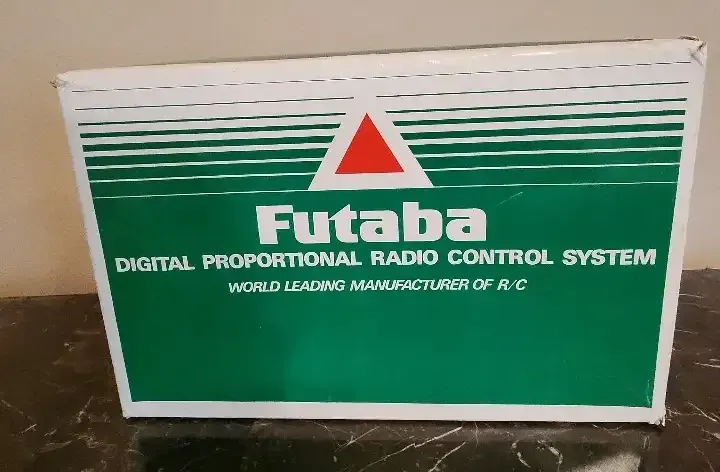 Futaba
DIGITAL PROPORTIONAL RADIO CONTROL SYSTEM
WORLD LEADING MANUFACTURER OF R/C